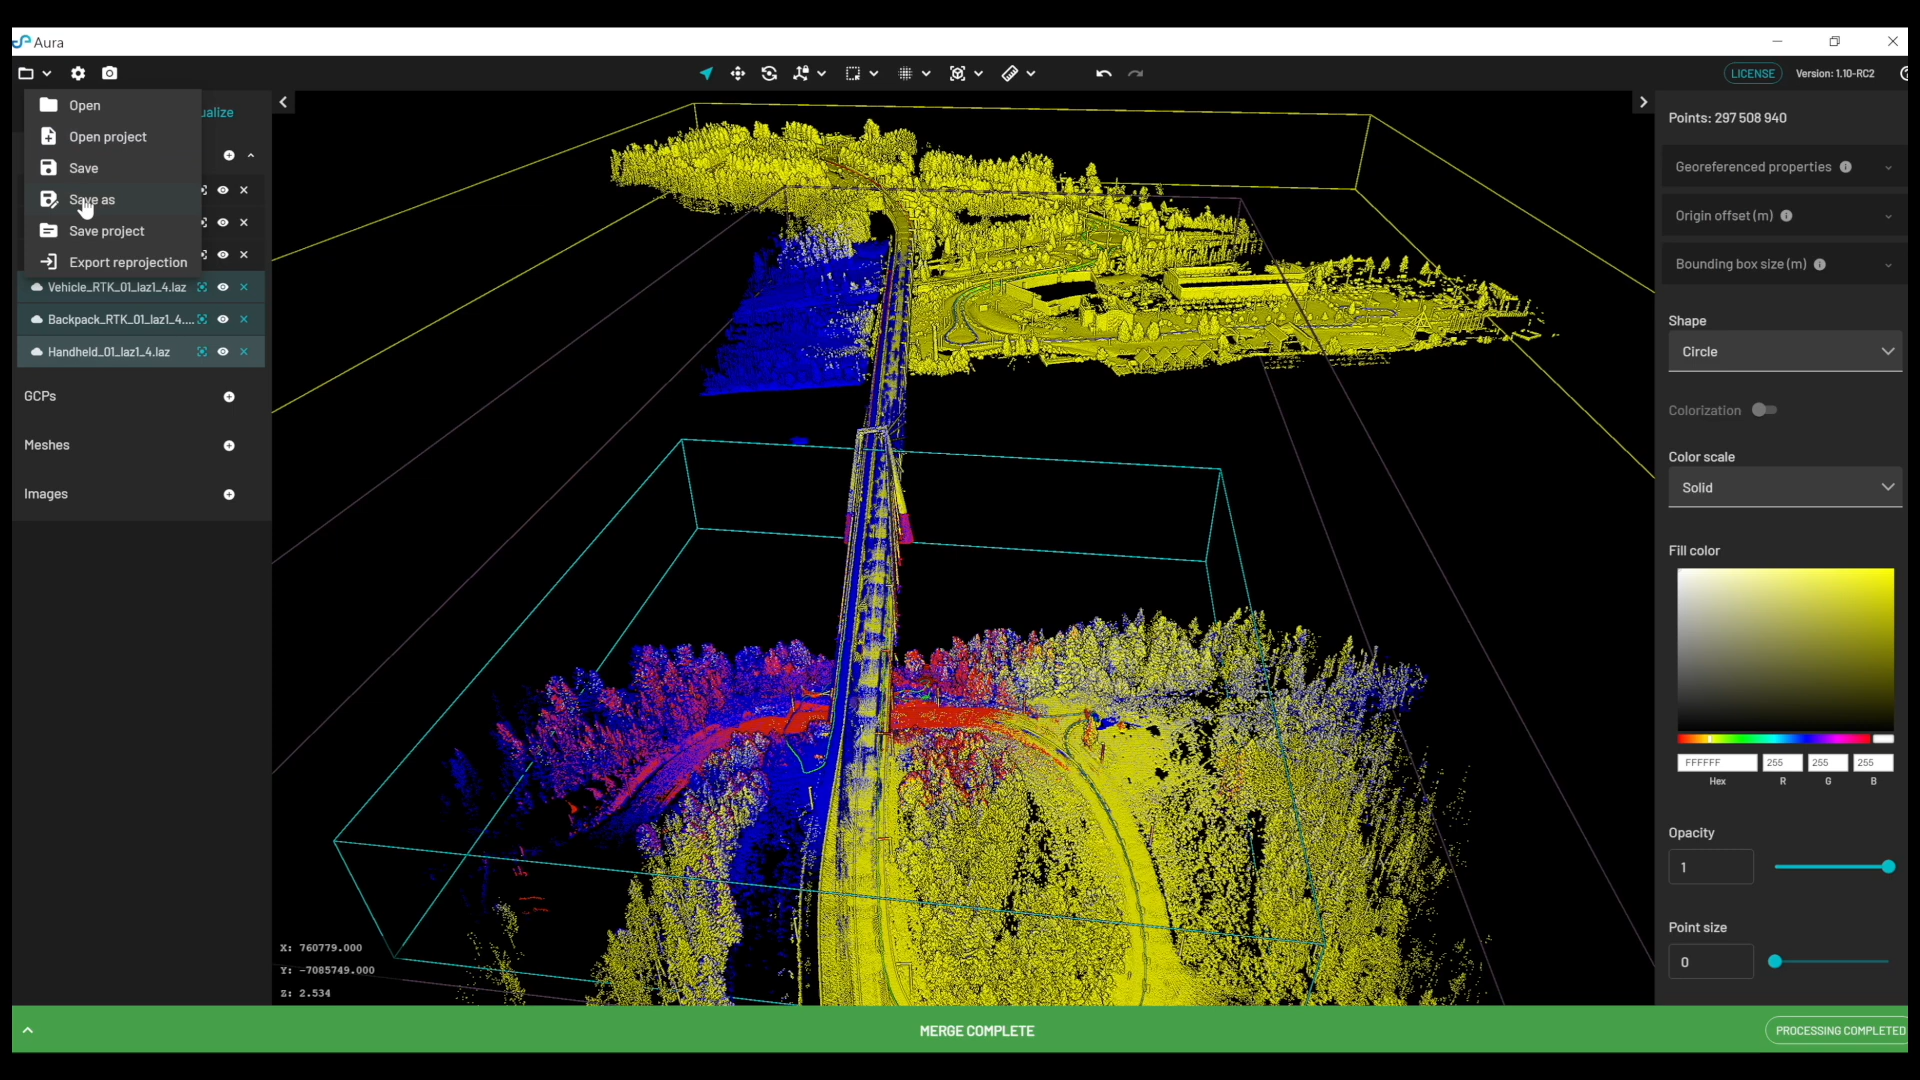 Aura
LICENSE
Version: 1.10-RC2
Open
ualize
Open project
Save
Save as
Save project
Export reprojection
Vehicle_RTK_01_laz1_4.laz
Backpack_RTK_01_laz1_4....
Handheld_01_laz1_4.laz
GCPs
Meshes
Images
X: 760779.000
Y: -7085749.000
Z: 2.534
Points: 297 508 940
Georeferenced properties
Origin offset (m)
Bounding box size (m)
Shape
Circle
Colorization
Color scale
Solid
Fill color
FFFFFF 255 255 255
Hex R G B
Opacity
1
Point size
0
MERGE COMPLETE
PROCESSING COMPLETED